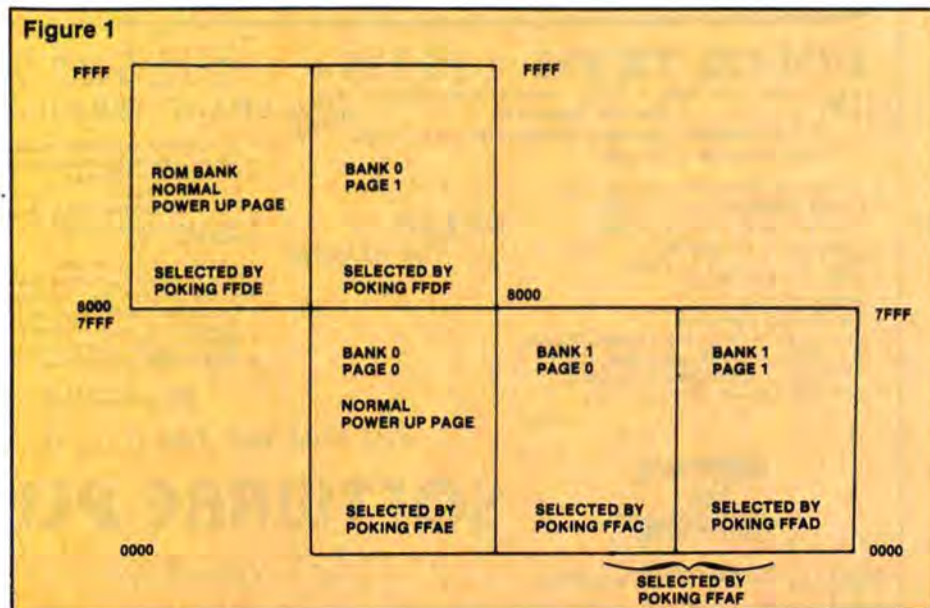 Figure 1
FFFF
FFFF
ROM BANK
NORMAL
POWER UP PAGE
BANK 0
PAGE 1
SELECTED BY
POKING FFDE
SELECTED BY
POKING FFDF
8000
7FFF
8000
7FFF
BANK 0
PAGE 0
NORMAL
POWER UP PAGE
BANK 1
PAGE 0
BANK 1
PAGE 1
SELECTED BY
POKING FFAE
SELECTED BY
POKING FFAC
SELECTED BY
POKING FFAD
0000
0000
SELECTED BY
POKING FFAF